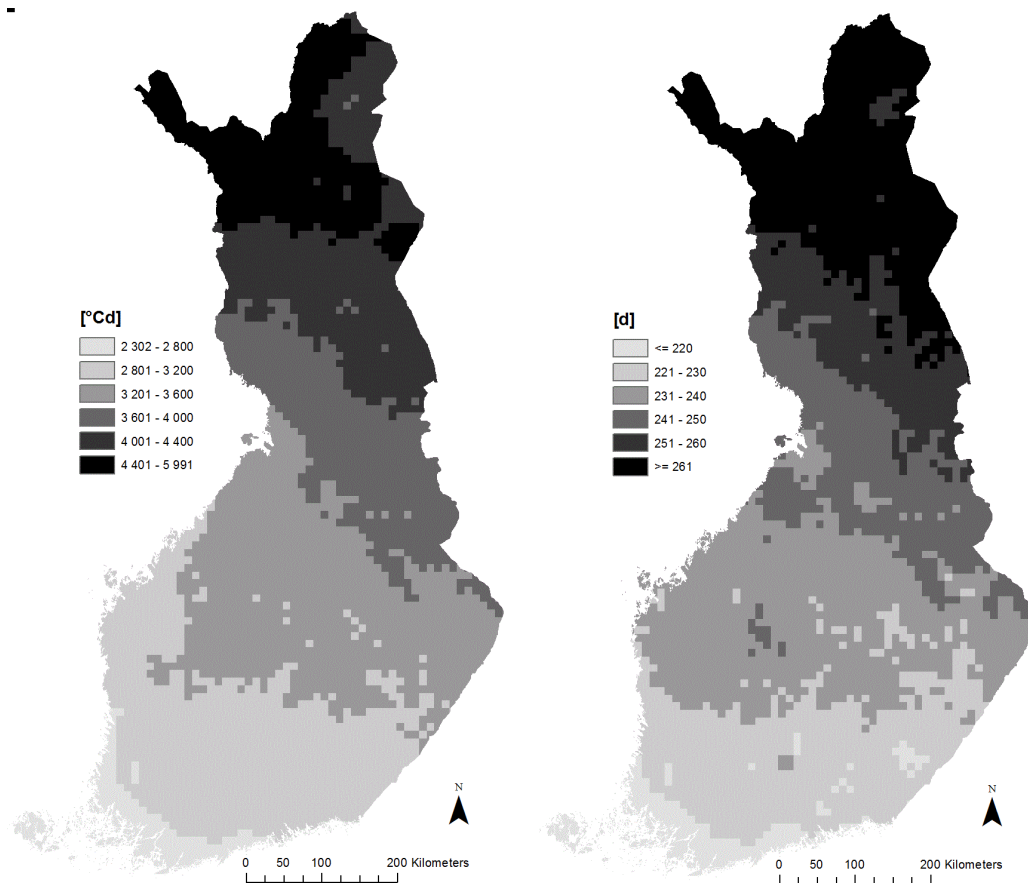 [°Cd]
2 302 - 2 800
2 801 - 3 200
3 201 - 3 600
3 601 - 4 000
4 001 - 4 400
4 401 - 5 991
N
0 50 100 200 Kilometers
[d]
<= 220
221 - 230
231 - 240
241 - 250
251 - 260
>= 261
N
0 50 100 200 Kilometers